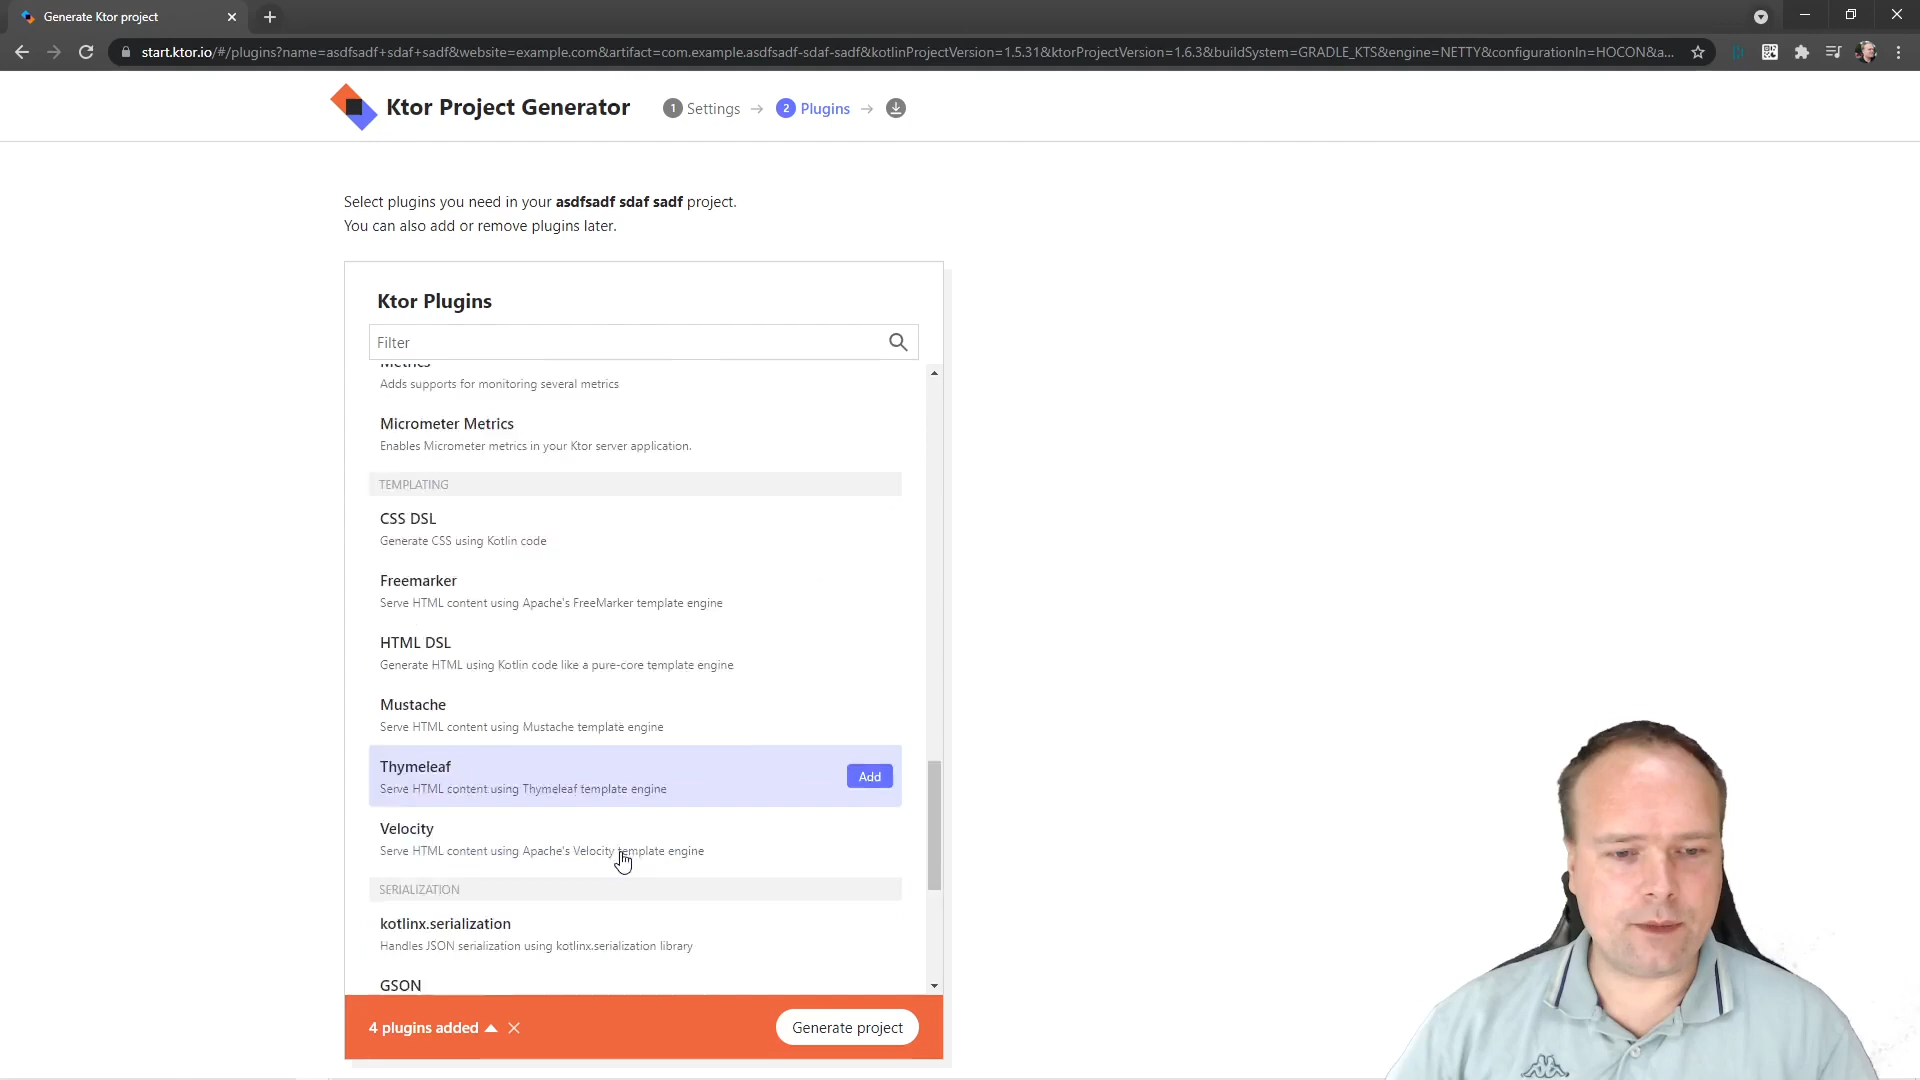 Generate Ktor project
start.ktor.io/#/plugins?name=asdfsadf+sdaf+sadf&website=example.com&artifact=com.example.asdfsadf-sdaf-sadf&kotlinProjectVersion=1.5.31&ktorProjectVersion=1.6.3&buildSystem=GRADLE_KTS&engine=NETTY&configurationIn=HOCON&a...
Ktor Project Generator
1 Settings → 2 Plugins →
Select plugins you need in your asdfsadf sdaf sadf project.
You can also add or remove plugins later.
Ktor Plugins
Filter
Metrics
Adds supports for monitoring several metrics
Micrometer Metrics
Enables Micrometer metrics in your Ktor server application.
TEMPLATING
CSS DSL
Generate CSS using Kotlin code
Freemarker
Serve HTML content using Apache's FreeMarker template engine
HTML DSL
Generate HTML using Kotlin code like a pure-core template engine
Mustache
Serve HTML content using Mustache template engine
Thymeleaf
Serve HTML content using Thymeleaf template engine
Add
Velocity
Serve HTML content using Apache's Velocity template engine
SERIALIZATION
kotlinx.serialization
Handles JSON serialization using kotlinx.serialization library
GSON
4 plugins added
Generate project